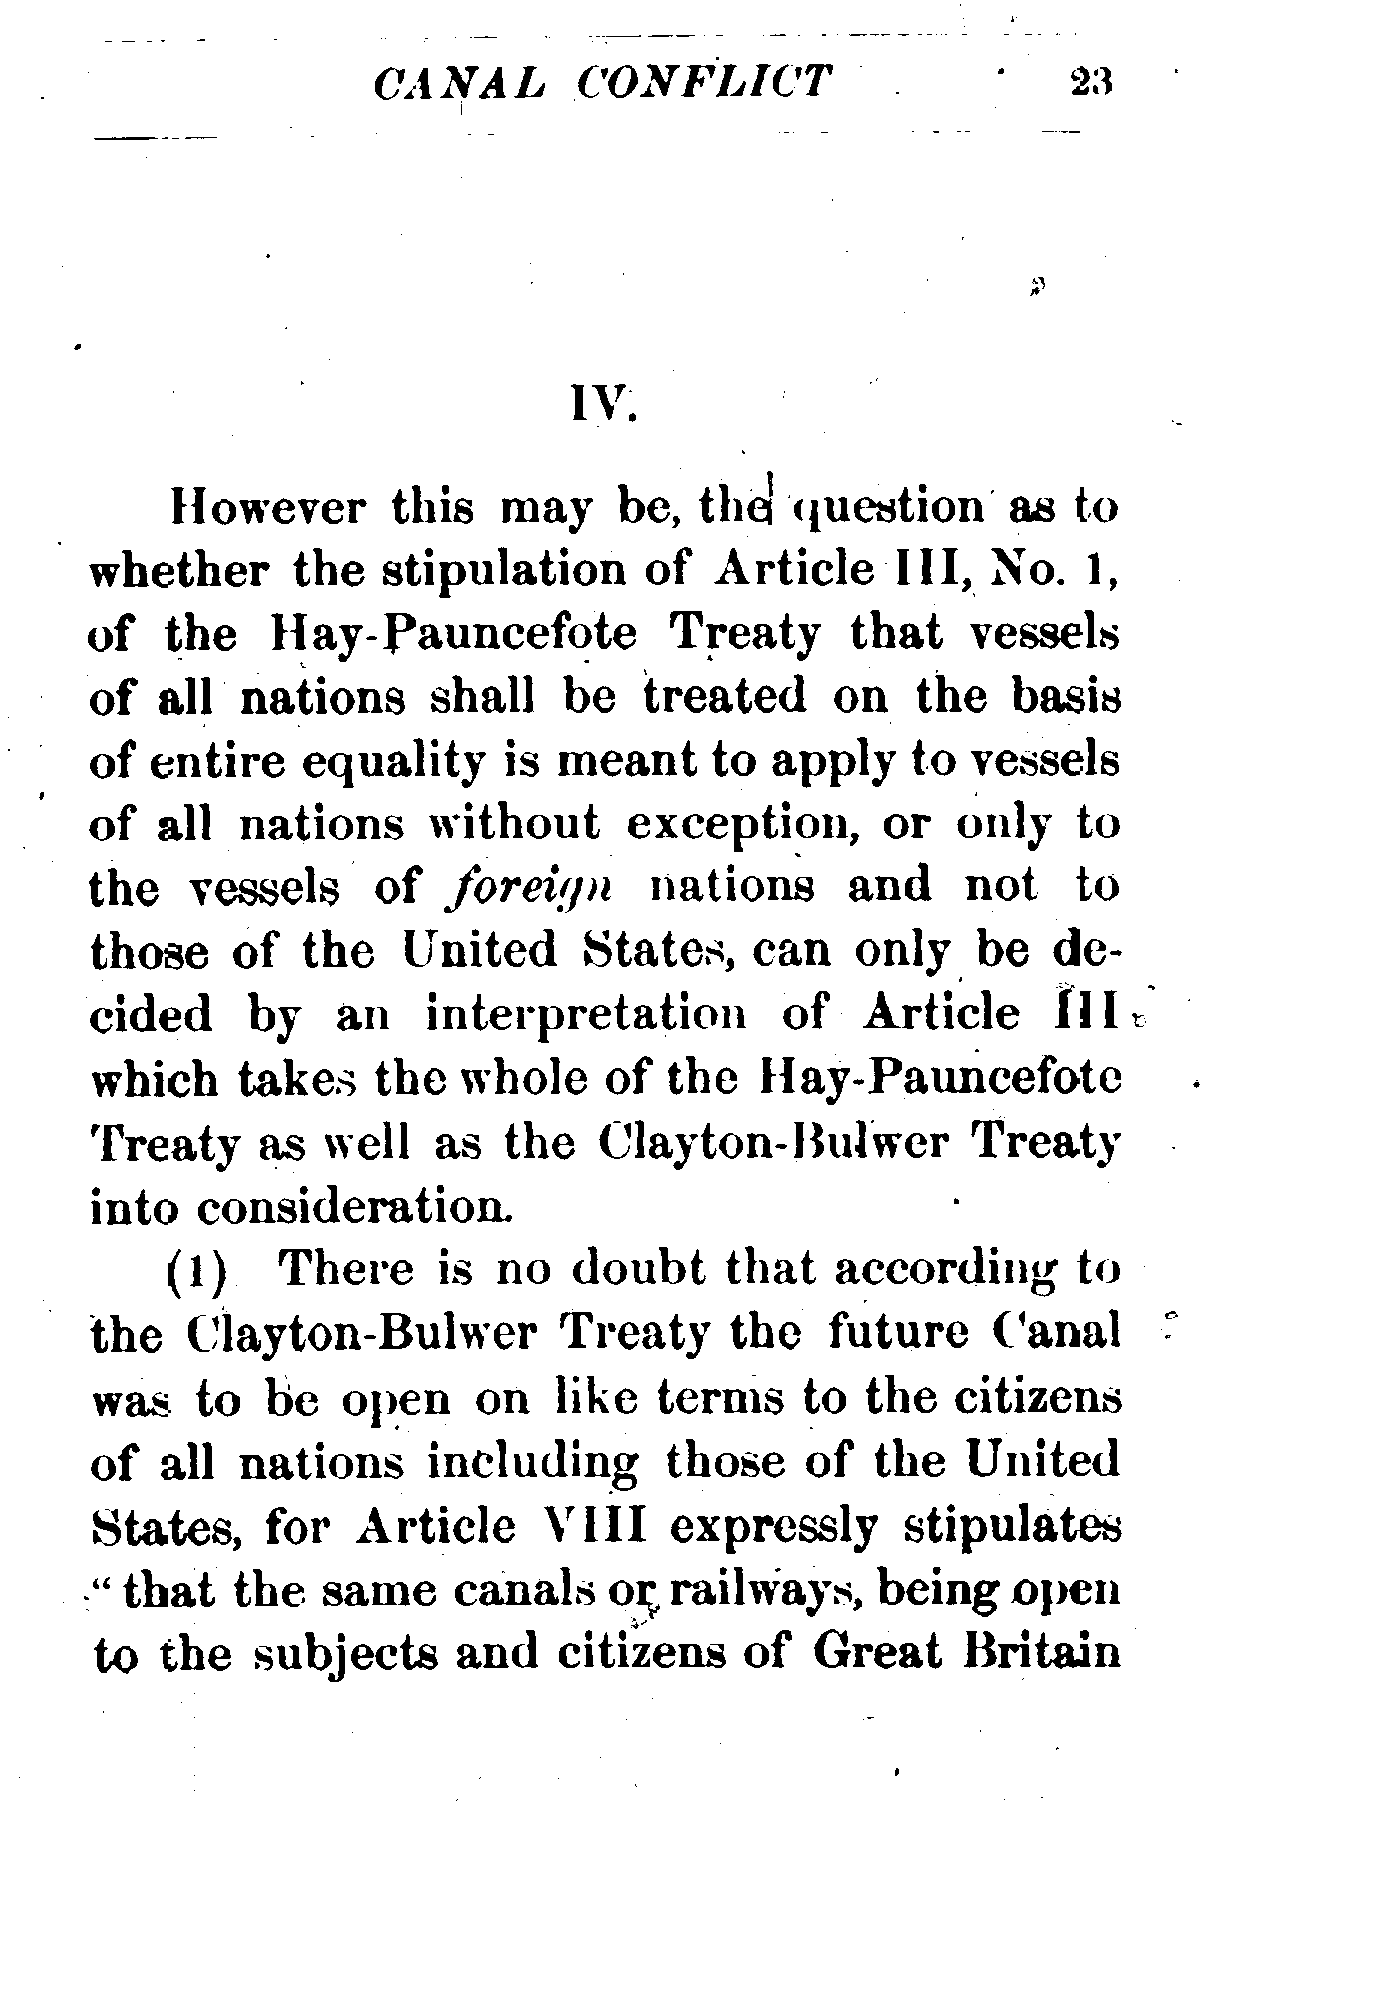 CANAL CONFLICT 23
IV.
However this may be, the question as to
whether the stipulation of Article III, No. 1,
of the Hay-Pauncefote Treaty that vessels
of all nations shall be treated on the basis
of entire equality is meant to apply to vessels
of all nations without exception, or only to
the vessels of foreign nations and not to
those of the United States, can only be de-
cided by an interpretation of Article III
which takes the whole of the Hay-Pauncefote
Treaty as well as the Clayton-Bulwer Treaty
into consideration.
(1) There is no doubt that according to
the Clayton-Bulwer Treaty the future Canal
was to be open on like terms to the citizens
of all nations including those of the United
States, for Article VIII expressly stipulates
“ that the same canals or railways, being open
to the subjects and citizens of Great Britain